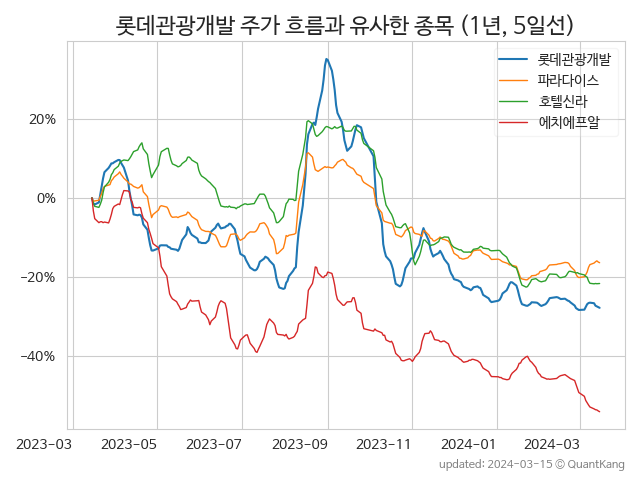 롯데관광개발 주가 흐름과 유사한 종목 (1년, 5일선)
롯데관광개발
파라다이스
호텔신라
에치에프알
20%
0%
−20%
−40%
2023-03 2023-05 2023-07 2023-09 2023-11 2024-01 2024-03
updated: 2024-03-15 ⓒ QuantKang